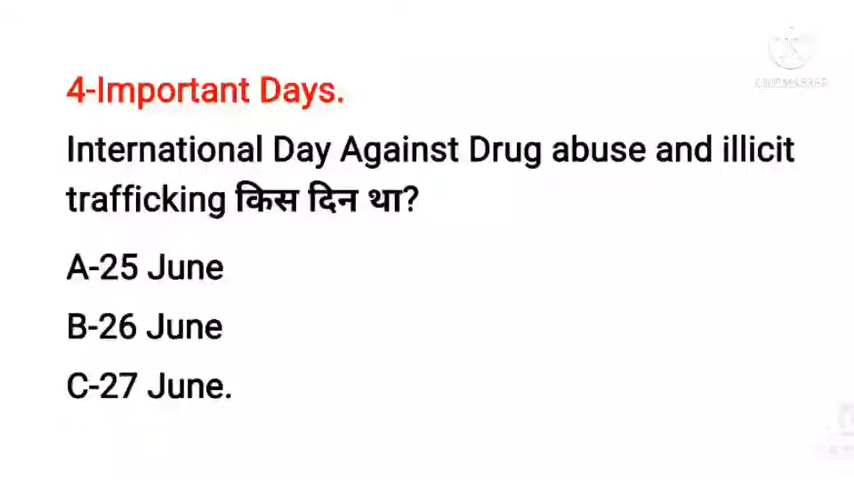 4-Important Days.
International Day Against Drug abuse and illicit
trafficking किस दिन था?
A-25 June
B-26 June
C-27 June.